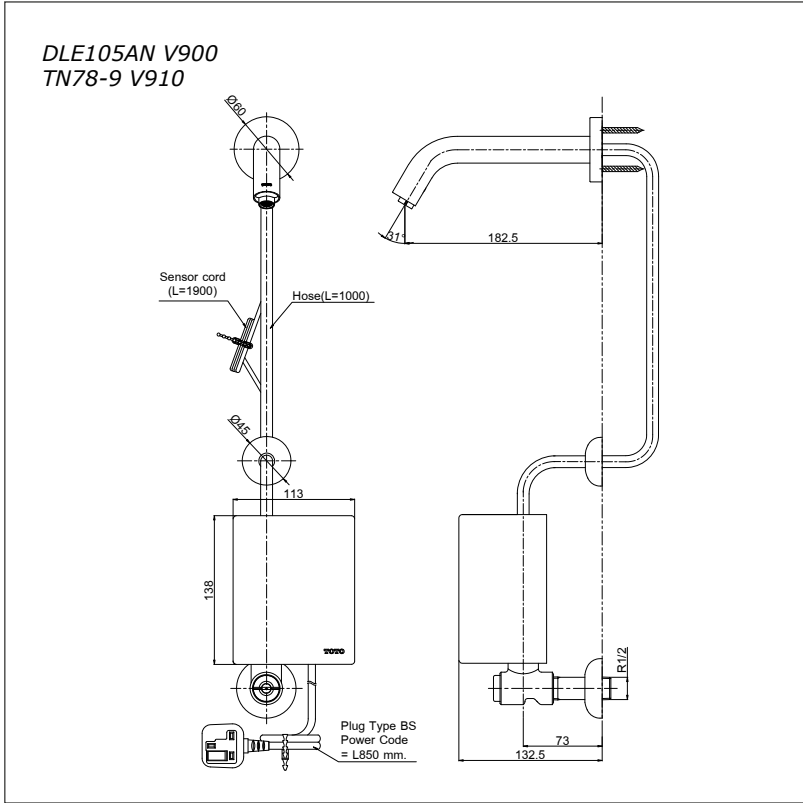 DLE105AN V900
TN78-9 V910
Ø60
31°
182.5
Sensor cord
(L=1900)
Hose(L=1000)
Ø45
113
138
TOTO
R1/2
Plug Type BS
Power Code
= L850 mm.
73
132.5